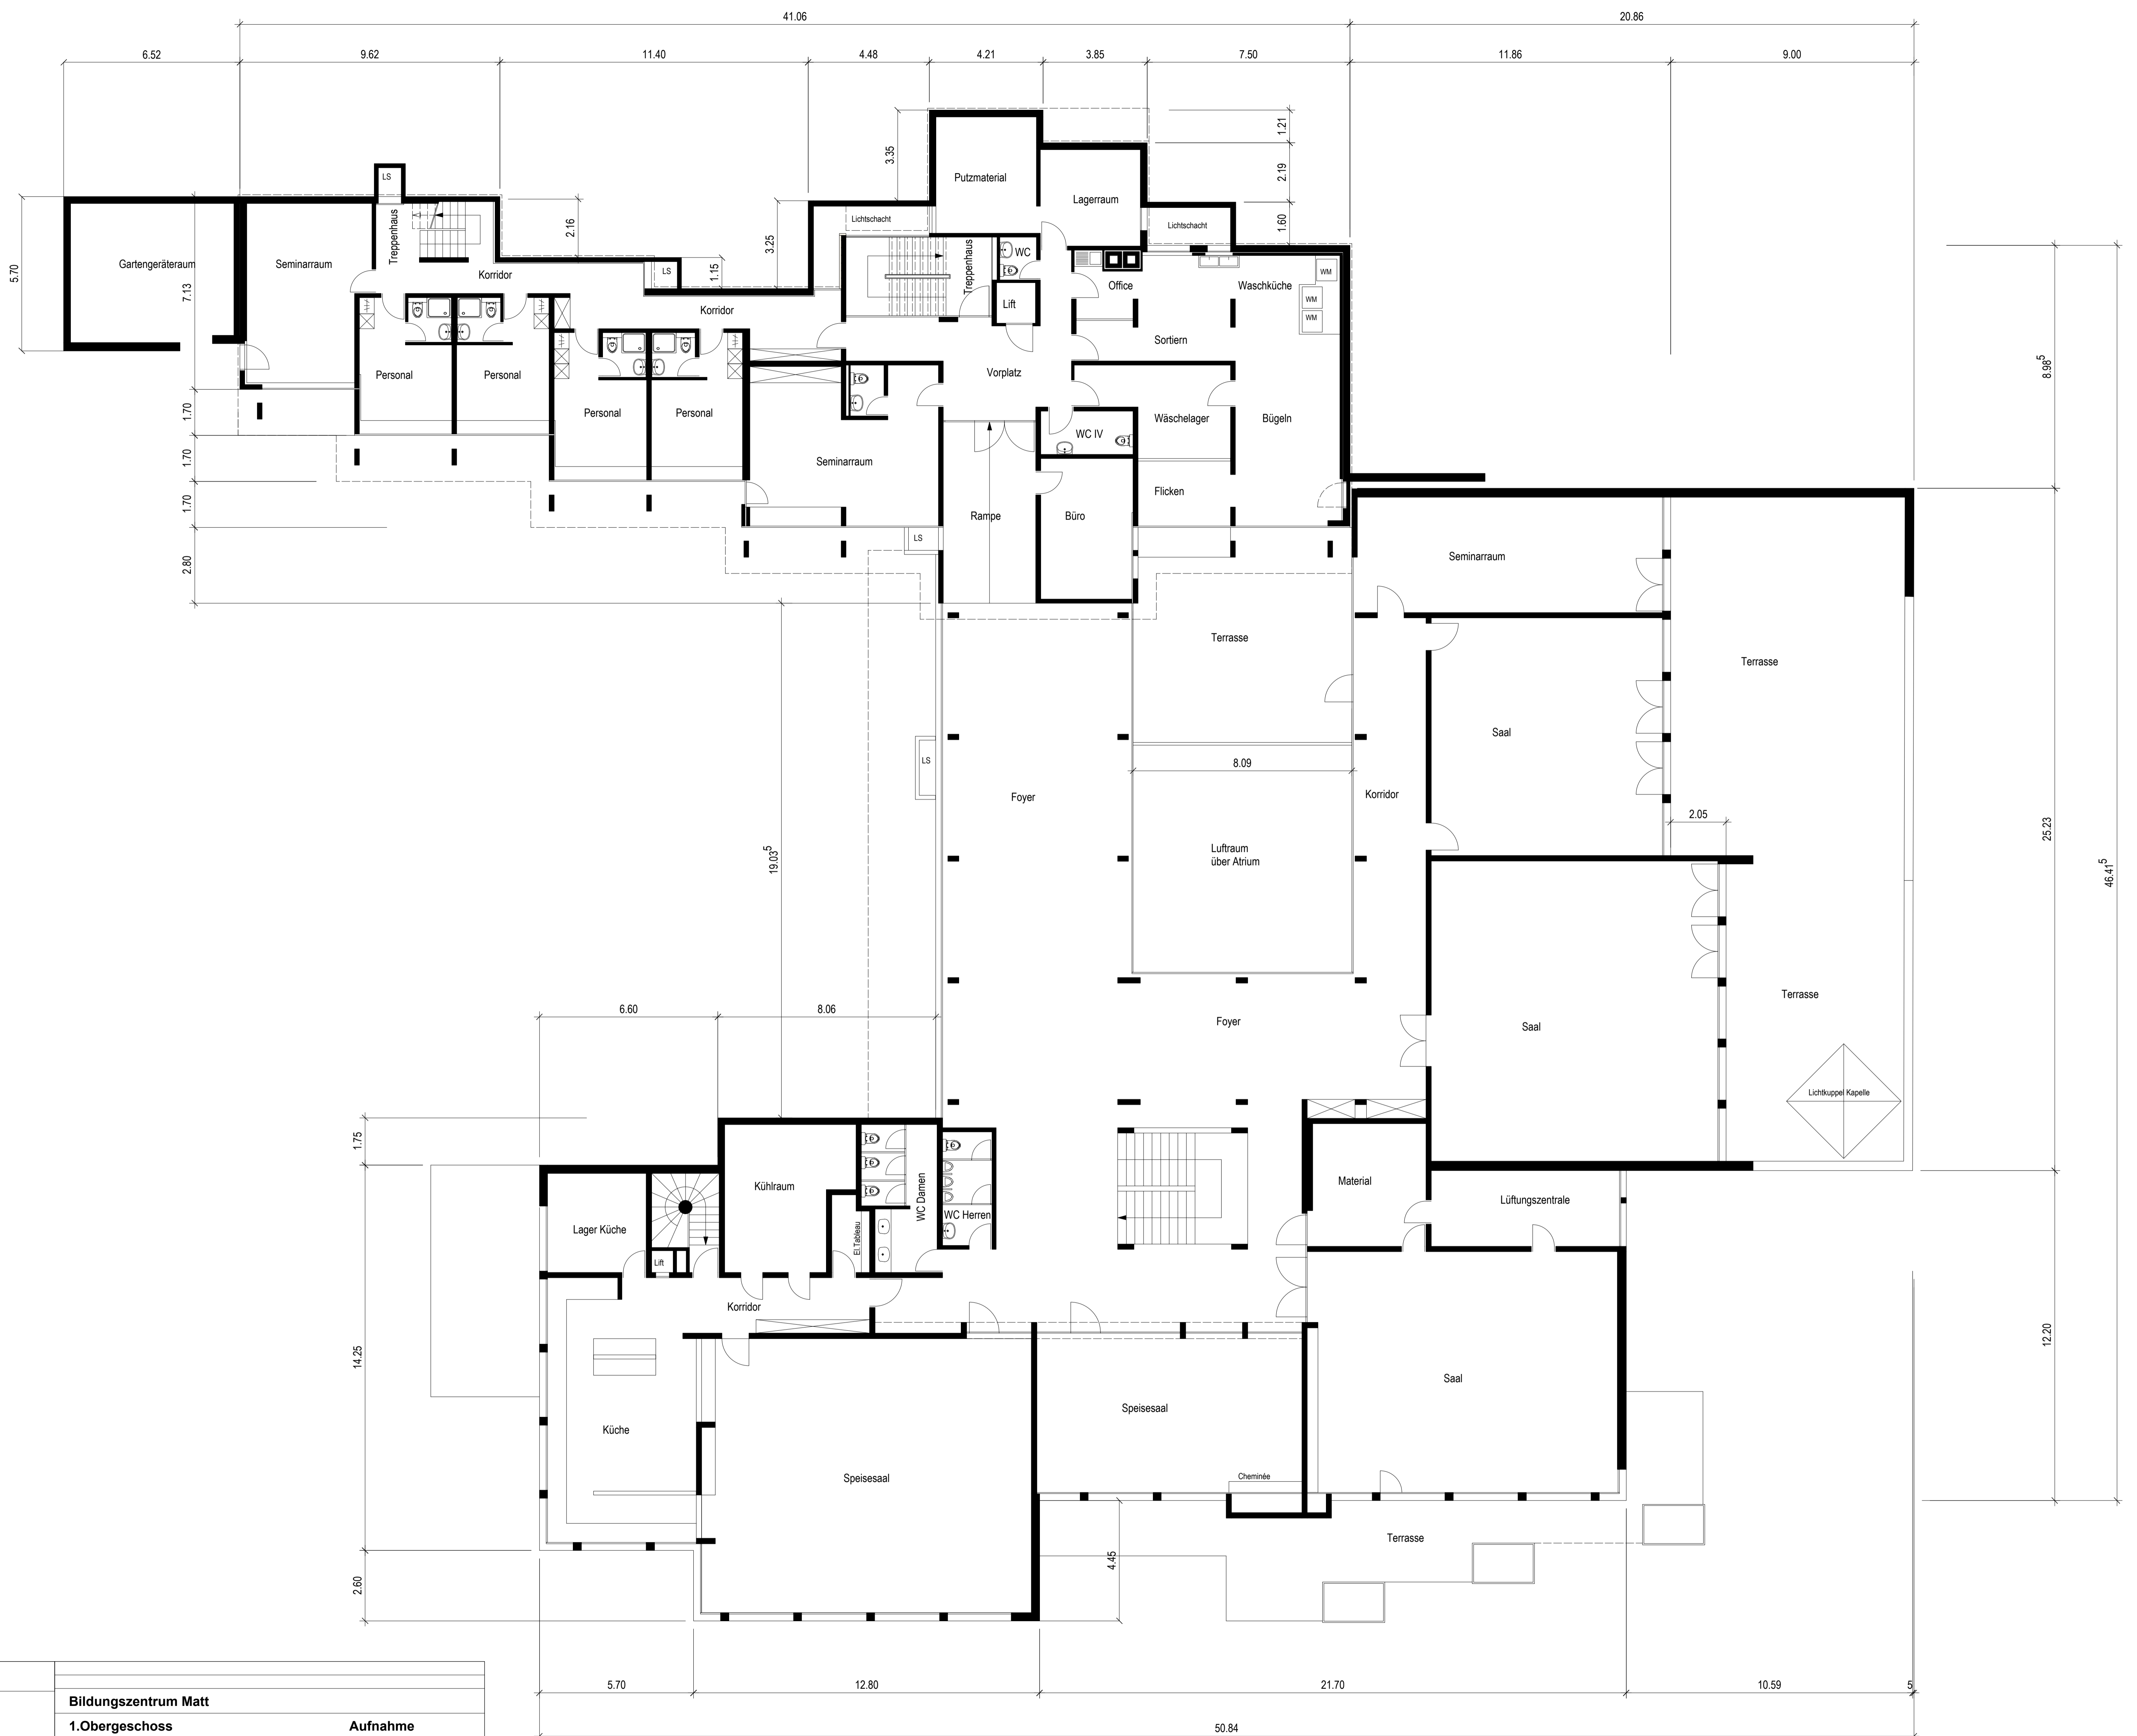 41.06
20.86
6.52
9.62
11.40
4.48
4.21
3.85
7.50
11.86
9.00
1.21
3.35
2.19
1.60
Putzmaterial
Lagerraum
LS
Lichtschacht
Lichtschacht
2.16
3.25
1.15
5.70
7.13
Gartengeräteraum
Seminarraum
Treppenhaus
Korridor
LS
Korridor
Treppenhaus
WC
Lift
Office
Waschküche
WM
WM
WM
Sortiern
Vorplatz
8.98⁵
Personal
Personal
Personal
Personal
1.70
1.70
1.70
2.80
Seminarraum
WC IV
Wäschelager
Bügeln
Flicken
Rampe
Büro
LS
Seminarraum
Terrasse
Terrasse
Saal
LS
8.09
Foyer
Korridor
2.05
Luftraum
über Atrium
19.03⁵
25.23
46.41⁵
Terrasse
6.60
8.06
Foyer
Saal
Lichtkuppel Kapelle
1.75
Kühlraum
WC Damen
WC Herren
Material
Lüftungszentrale
Lager Küche
El.Tableau
Lift
Korridor
14.25
12.20
Saal
Speisesaal
Küche
Speisesaal
Cheminée
Terrasse
4.45
2.60
5.70
12.80
21.70
10.59
5
50.84
Bildungszentrum Matt
1.Obergeschoss Aufnahme